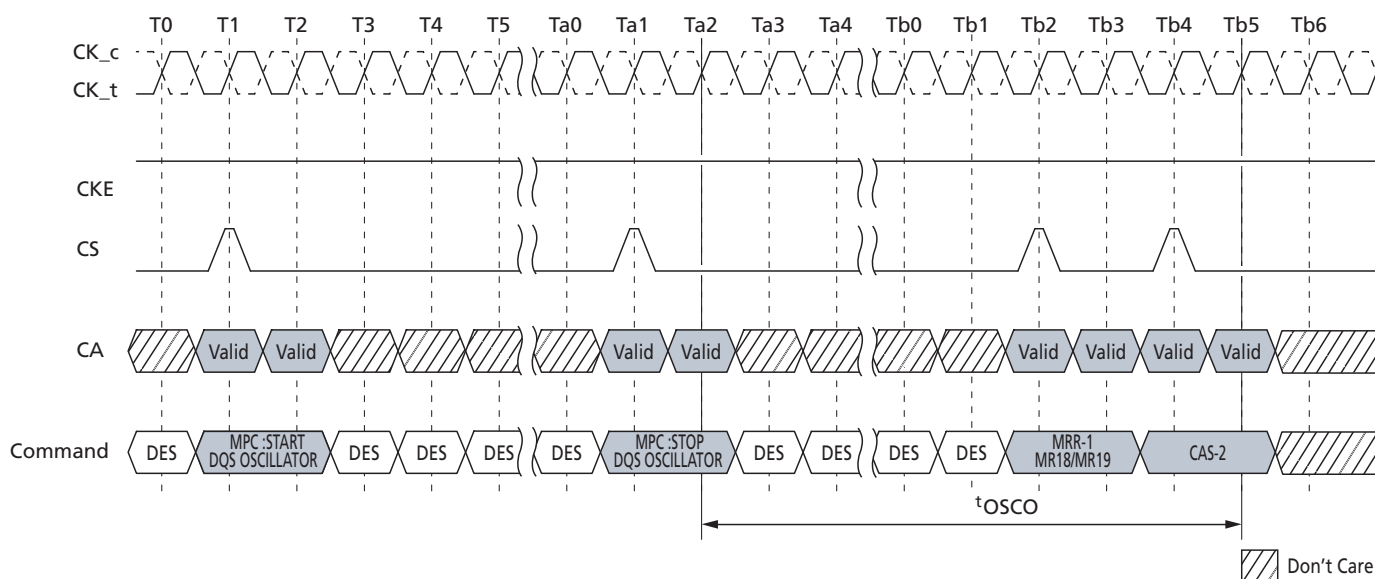 T0 T1 T2 T3 T4 T5 Ta0 Ta1 Ta2 Ta3 Ta4 Tb0 Tb1 Tb2 Tb3 Tb4 Tb5 Tb6
CK_c
CK_t
CKE
CS
CA Valid Valid Valid Valid Valid Valid Valid Valid
Command DES MPC :START DES DES DES DES MPC :STOP DES DES DES DES MRR-1 CAS-2
DQS OSCILLATOR DQS OSCILLATOR MR18/MR19
tOSCO
Don't Care